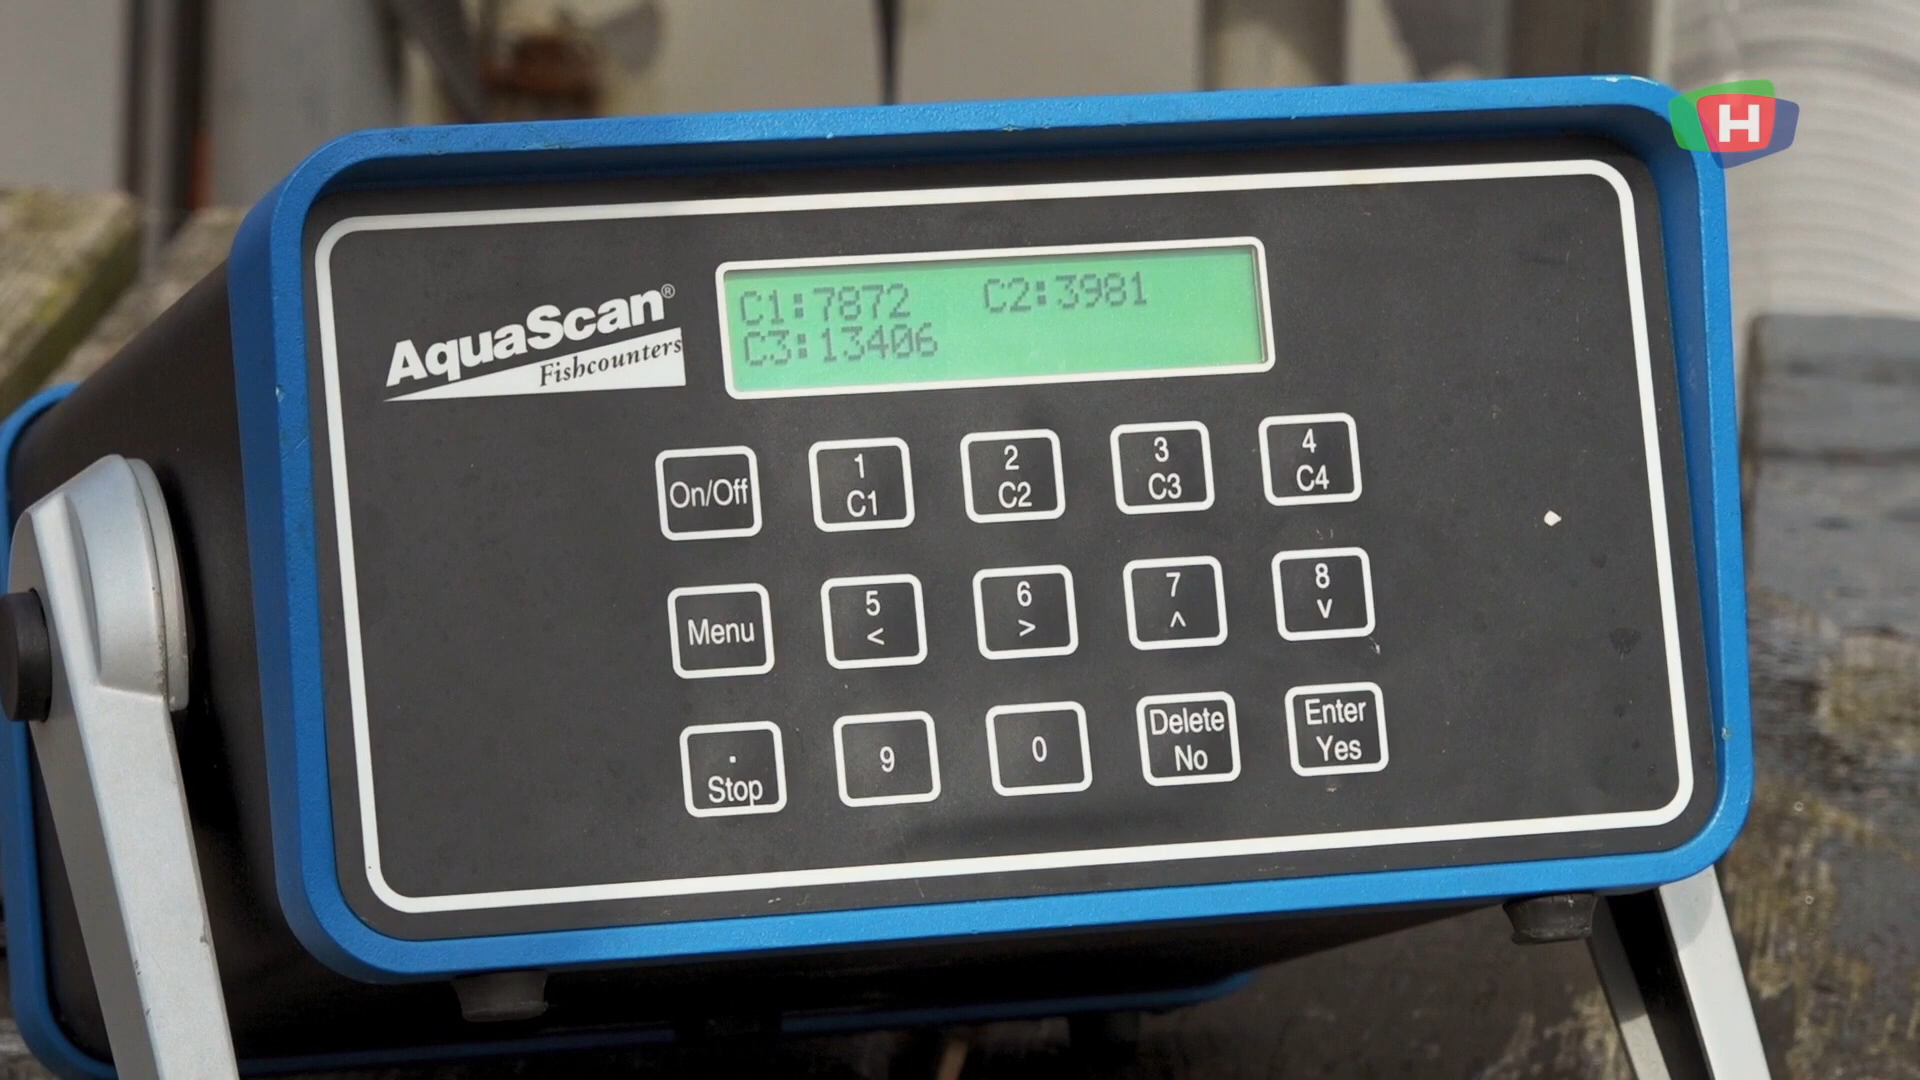 H
AquaScan®
Fishcounters
C1:7872 C2:3981
C3:13406
On/Off
1
C1
2
C2
3
C3
4
C4
Menu
5
<
6
>
7
^
8
v
.
Stop
9
0
Delete
No
Enter
Yes